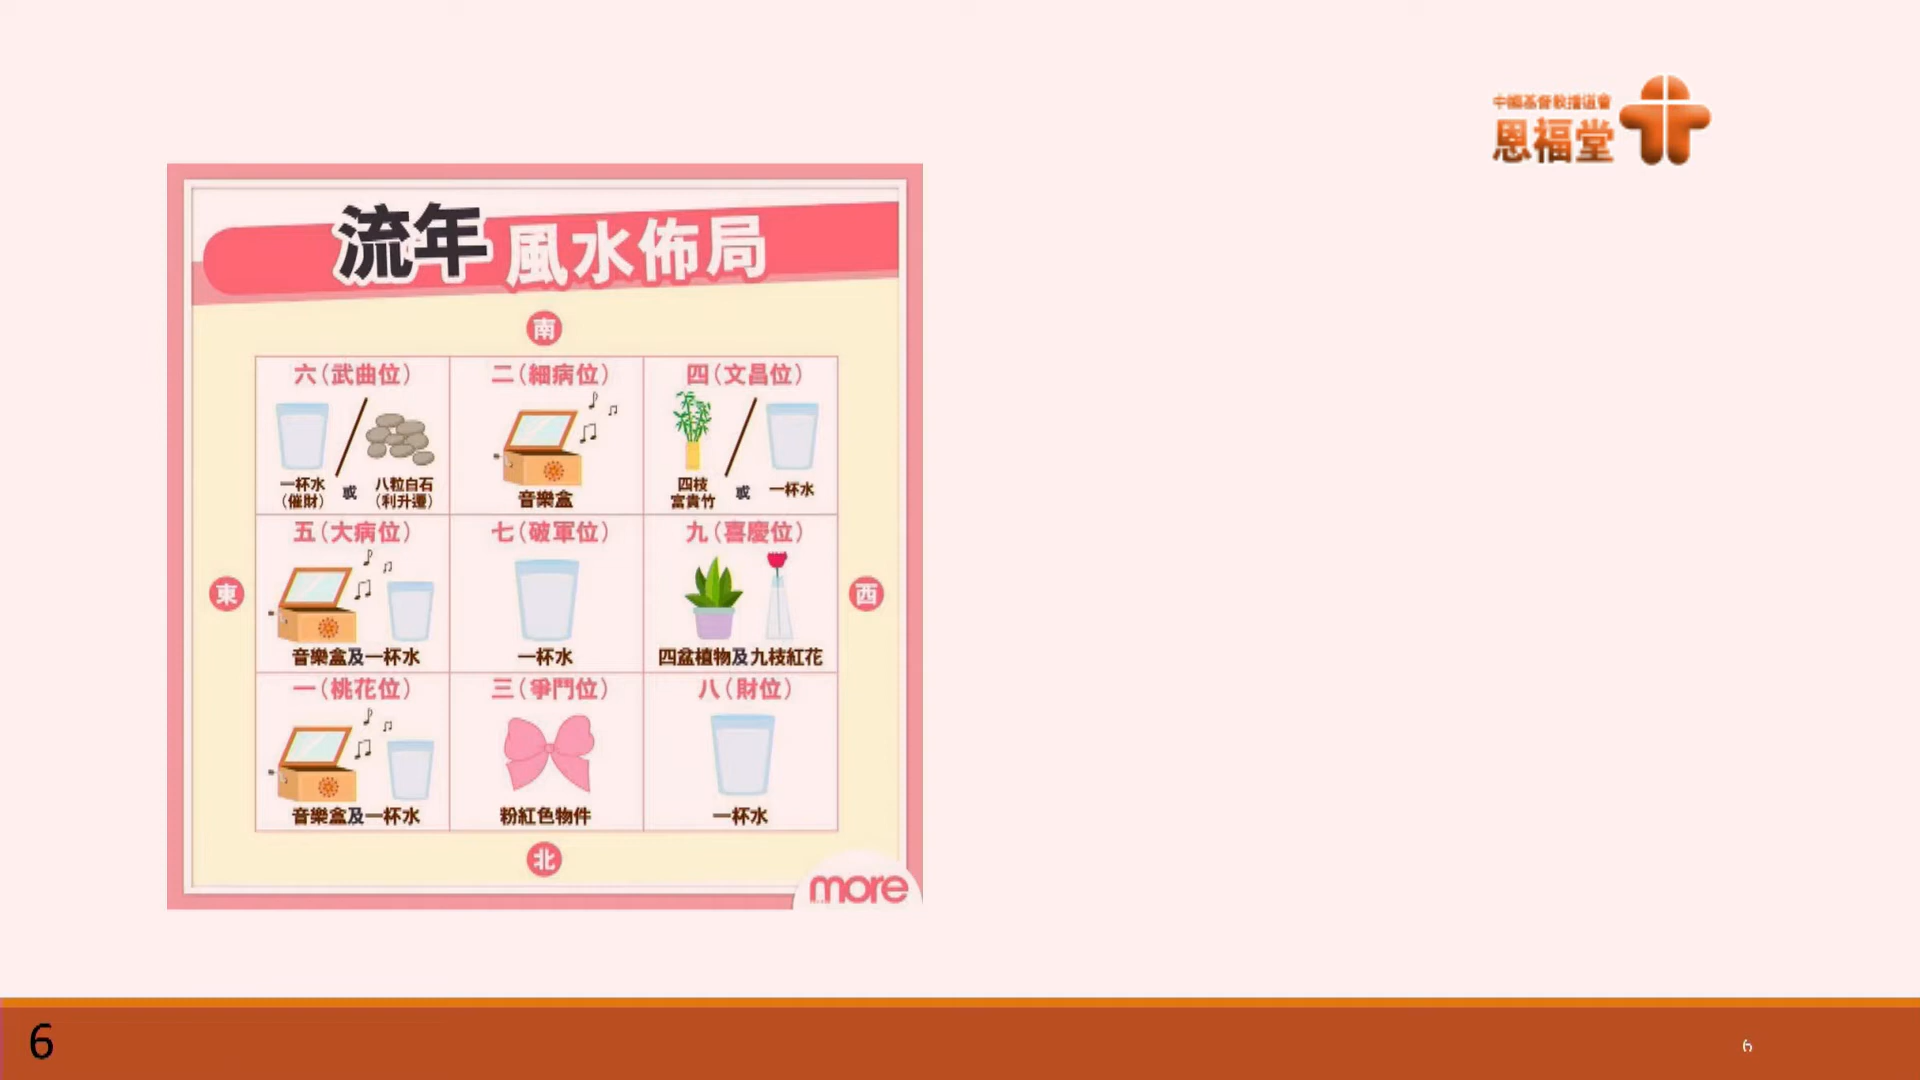 中國基督教播道會
恩福堂
流年風水佈局
南
六(武曲位)
一杯水
(催財)
或
八粒白石
(利升遷)
二(細病位)
音樂盒
四(文昌位)
四枝
富貴竹
或
一杯水
東
五(大病位)
音樂盒及一杯水
七(破軍位)
一杯水
九(喜慶位)
四盆植物及九枝紅花
西
一(桃花位)
音樂盒及一杯水
三(爭鬥位)
粉紅色物件
八(財位)
一杯水
北
more
6
6